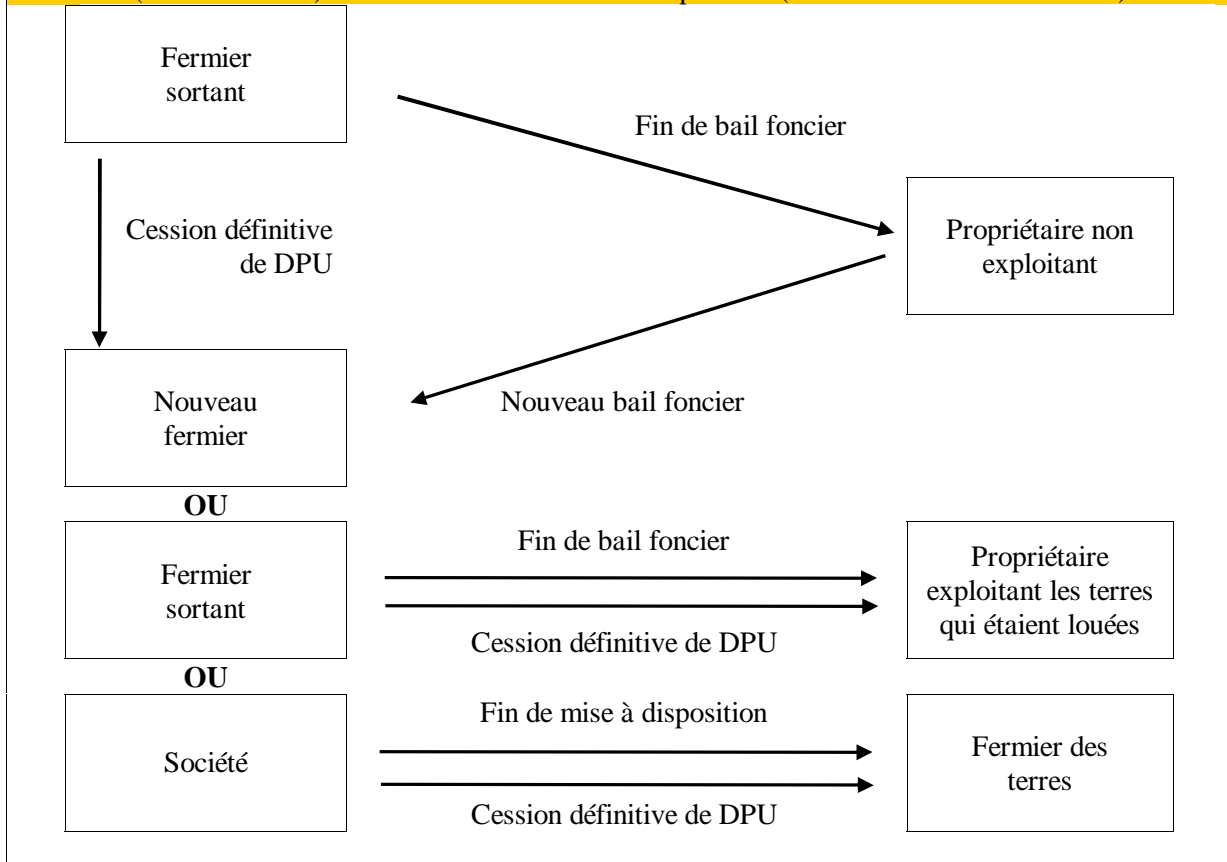 Fermier
sortant
Fin de bail foncier
Cession définitive
de DPU
Propriétaire non
exploitant
Nouveau
fermier
Nouveau bail foncier
OU
Fermier
sortant
Fin de bail foncier
Cession définitive de DPU
Propriétaire
exploitant les terres
qui étaient louées
OU
Société
Fin de mise à disposition
Cession définitive de DPU
Fermier des
terres